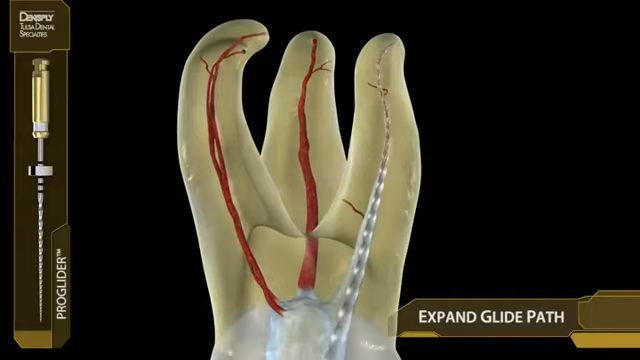 DENTSPLY
TULSA DENTAL
SPECIALTIES
PROGLIDER™
EXPAND GLIDE PATH